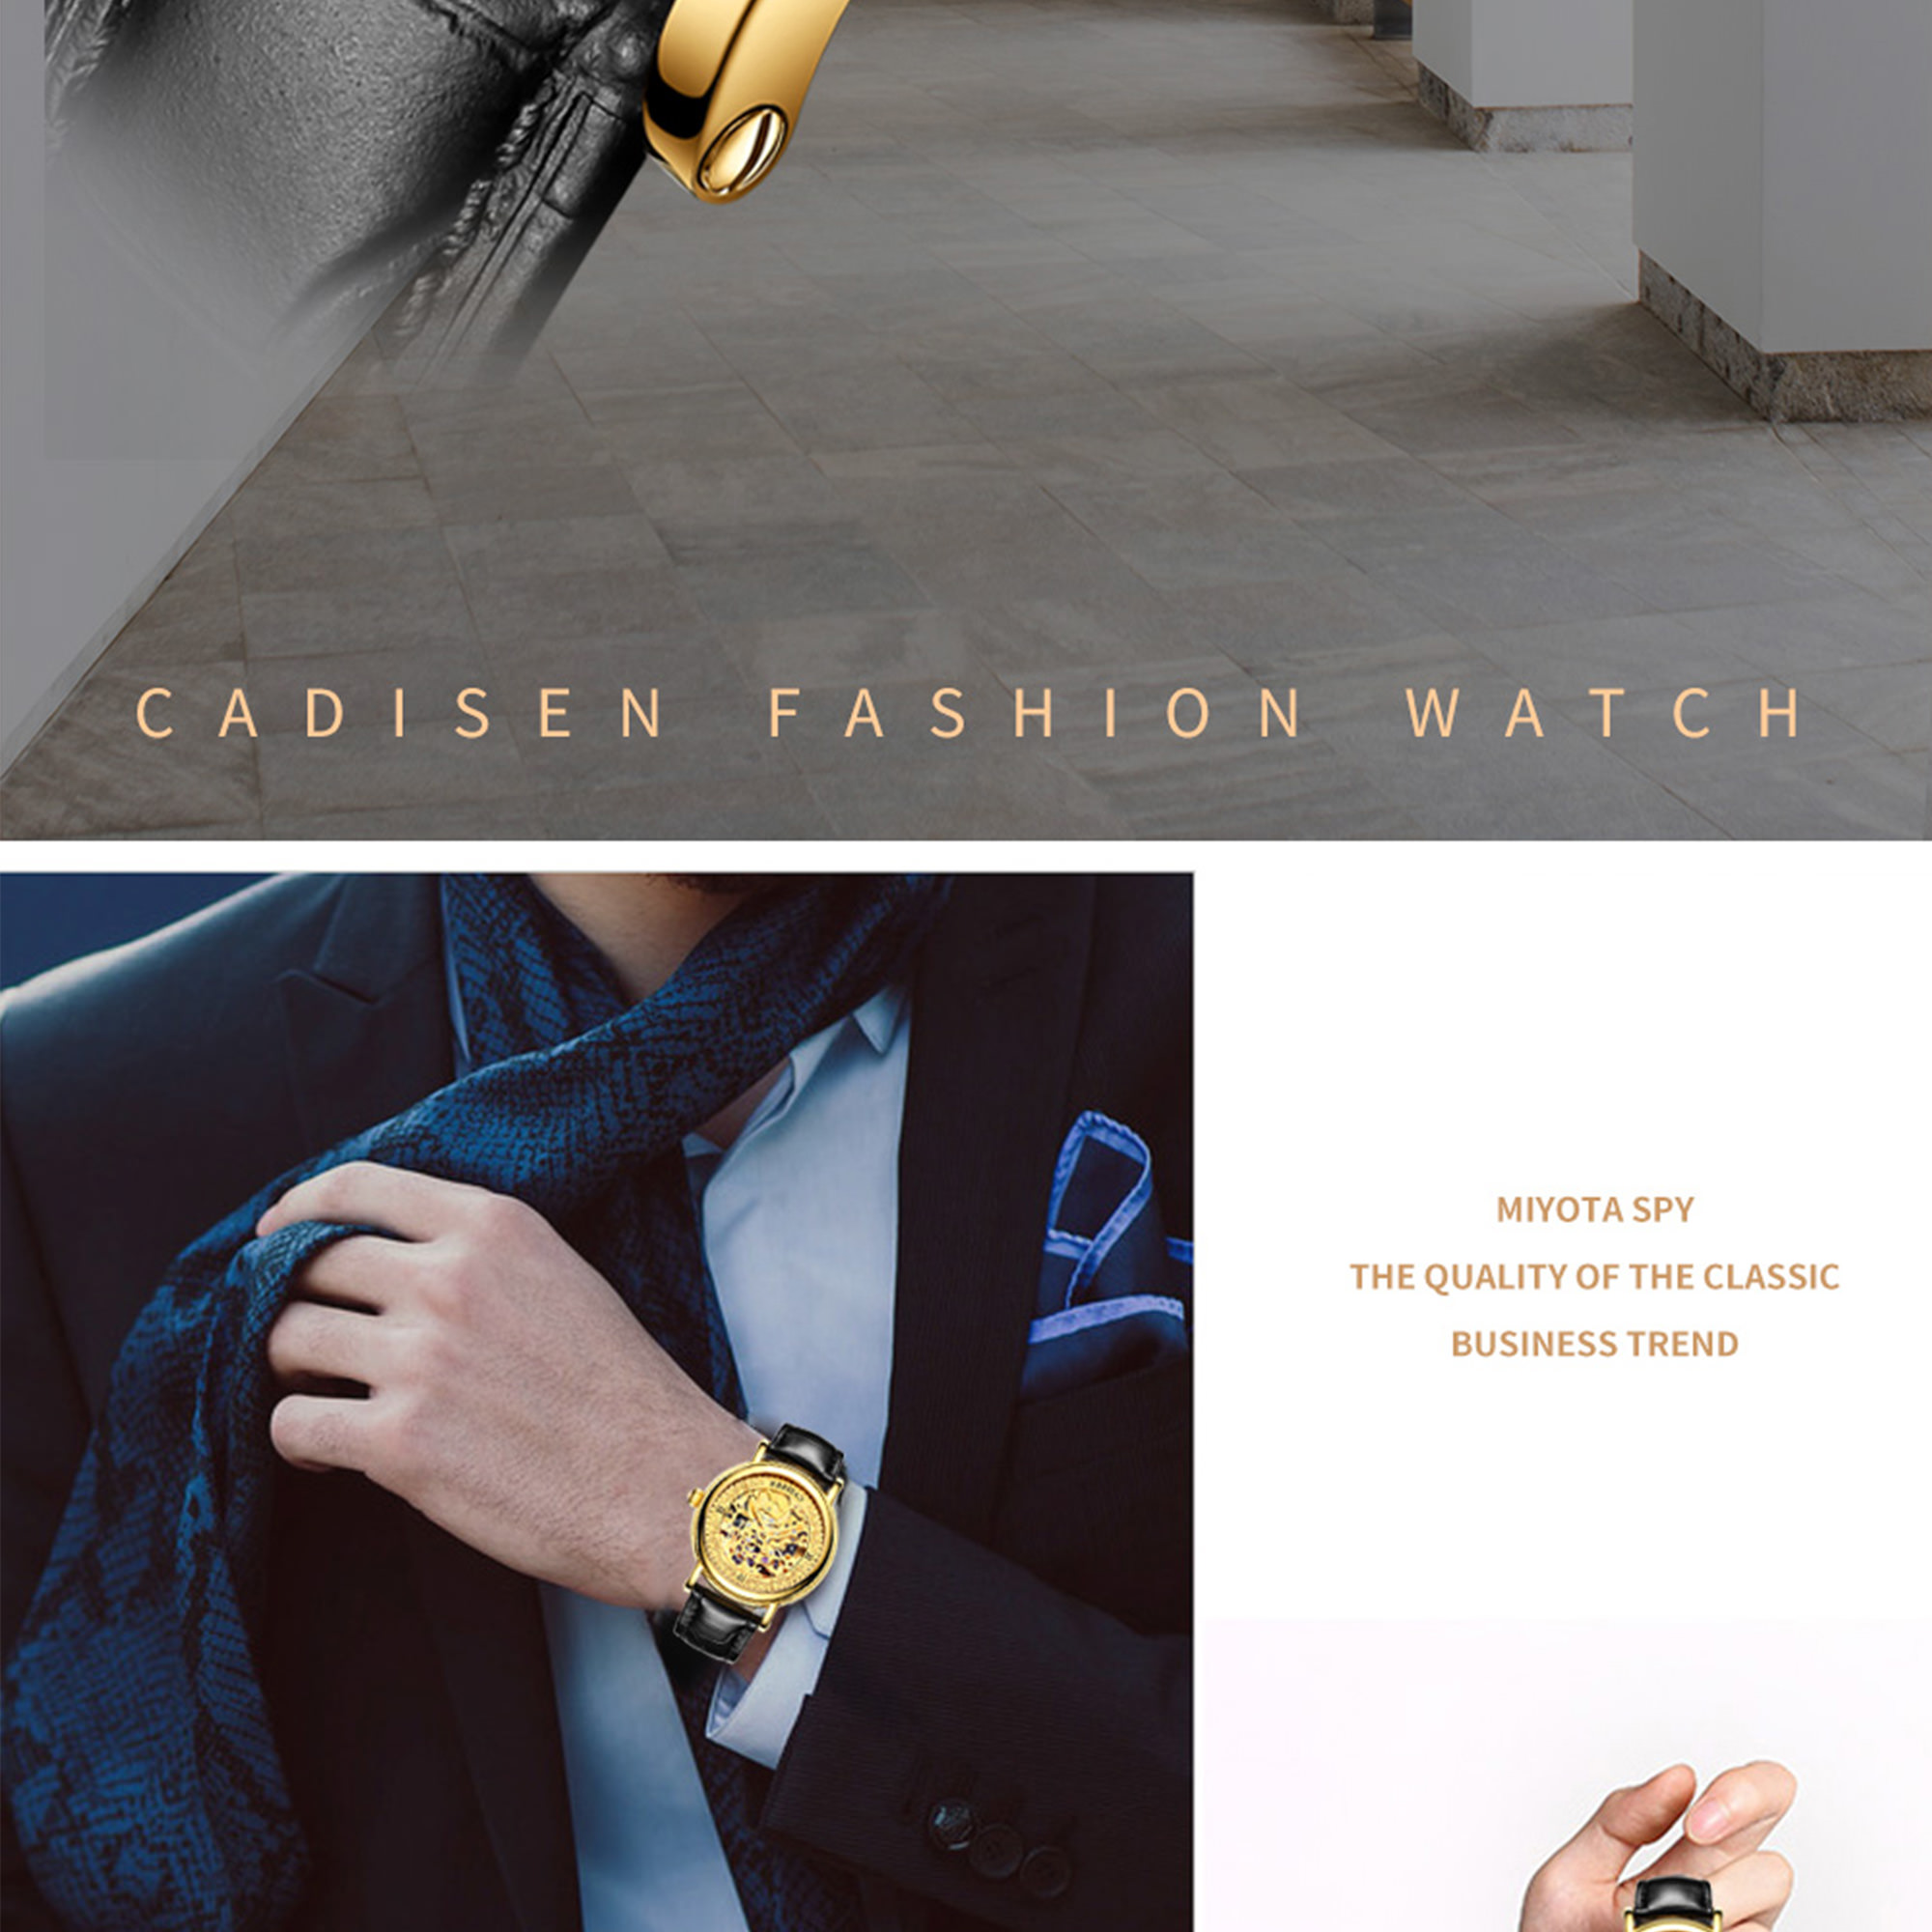 CADISEN FASHION WATCH
MIYOTA SPY
THE QUALITY OF THE CLASSIC
BUSINESS TREND